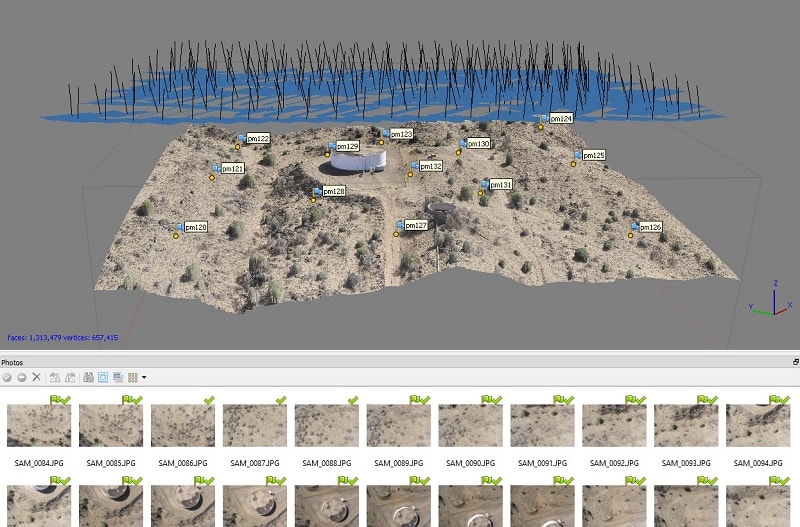 pm124
pm123
pm122
pm130
pm129
pm125
pm132
pm121
pm131
pm128
pm127
pm120
pm126
Z
Y
X
faces: 1,313,479 vertices: 657,415
Photos
SAM_0084.JPG SAM_0085.JPG SAM_0086.JPG SAM_0087.JPG SAM_0088.JPG SAM_0089.JPG SAM_0090.JPG SAM_0091.JPG SAM_0092.JPG SAM_0093.JPG SAM_0094.JPG